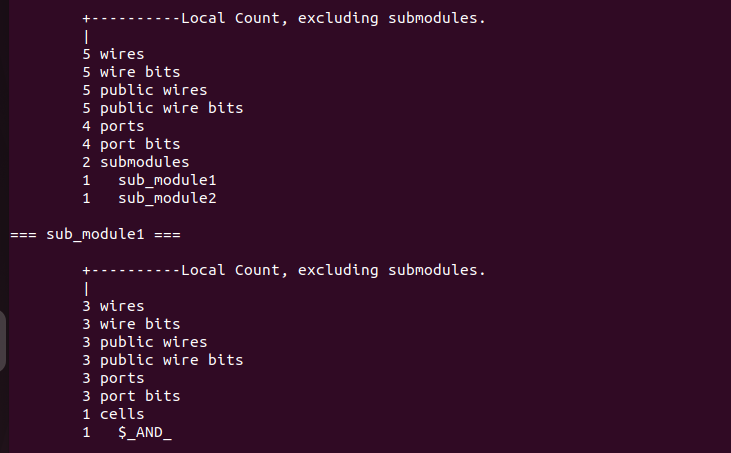 +----------Local Count, excluding submodules.
|
5 wires
5 wire bits
5 public wires
5 public wire bits
4 ports
4 port bits
2 submodules
1   sub_module1
1   sub_module2
=== sub_module1 ===
+----------Local Count, excluding submodules.
|
3 wires
3 wire bits
3 public wires
3 public wire bits
3 ports
3 port bits
1 cells
1   $_AND_